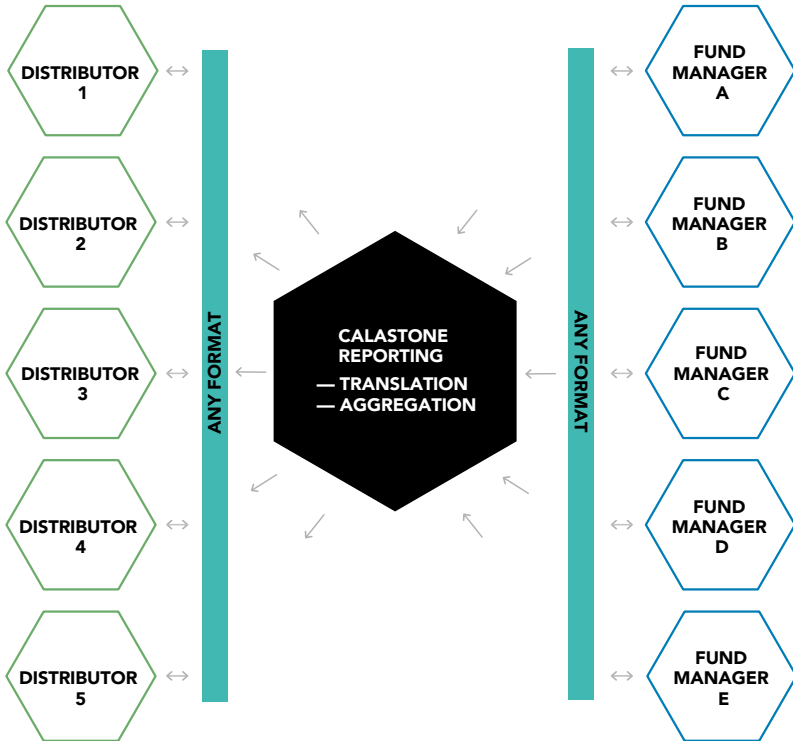 DISTRIBUTOR
1
DISTRIBUTOR
2
DISTRIBUTOR
3
DISTRIBUTOR
4
DISTRIBUTOR
5
ANY FORMAT
CALASTONE
REPORTING
— TRANSLATION
— AGGREGATION
ANY FORMAT
FUND
MANAGER
A
FUND
MANAGER
B
FUND
MANAGER
C
FUND
MANAGER
D
FUND
MANAGER
E